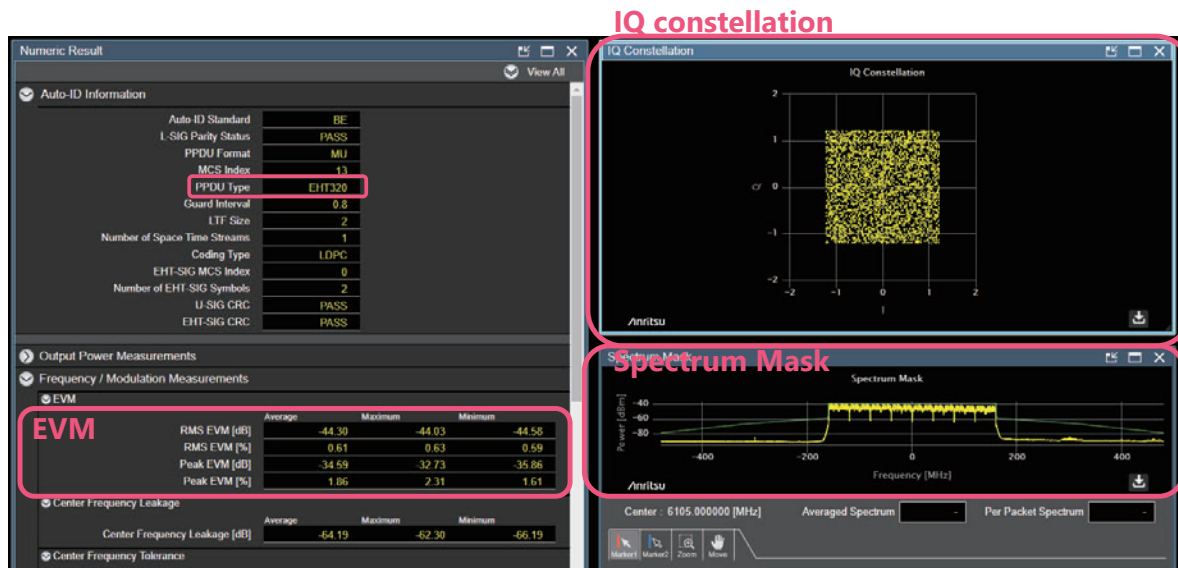 IQ constellation
Numeric Result
View All
Auto-ID Information
Auto-ID Standard BE
L-SIG Parity Status PASS
PPDU Format MU
MCS Index 13
PPDU Type EHT320
Guard Interval 0.8
LTF Size 2
Number of Space Time Streams 1
Coding Type LDPC
EHT-SIG MCS Index 0
Number of EHT-SIG Symbols 2
U-SIG CRC PASS
EHT-SIG CRC PASS
Output Power Measurements
Frequency / Modulation Measurements
EVM
EVM
Average Maximum Minimum
RMS EVM [dB] -44.30 -44.03 -44.58
RMS EVM [%] 0.61 0.63 0.59
Peak EVM [dB] -34.59 -32.73 -35.86
Peak EVM [%] 1.86 2.31 1.61
Center Frequency Leakage
Average Maximum Minimum
Center Frequency Leakage [dB] -64.19 -62.30 -66.19
Center Frequency Tolerance
IQ Constellation
IQ Constellation
2
1
Q 0
-1
-2
-2 -1 0 1 2
I
Anritsu
Spectrum Mask
Spectrum Mask
Spectrum Mask
Power [dBm]
-40
-60
-80
-400 -200 0 200 400
Frequency [MHz]
Anritsu
Center : 6105.000000 [MHz] Averaged Spectrum - Per Packet Spectrum -
Marker1 Marker2 Zoom Move